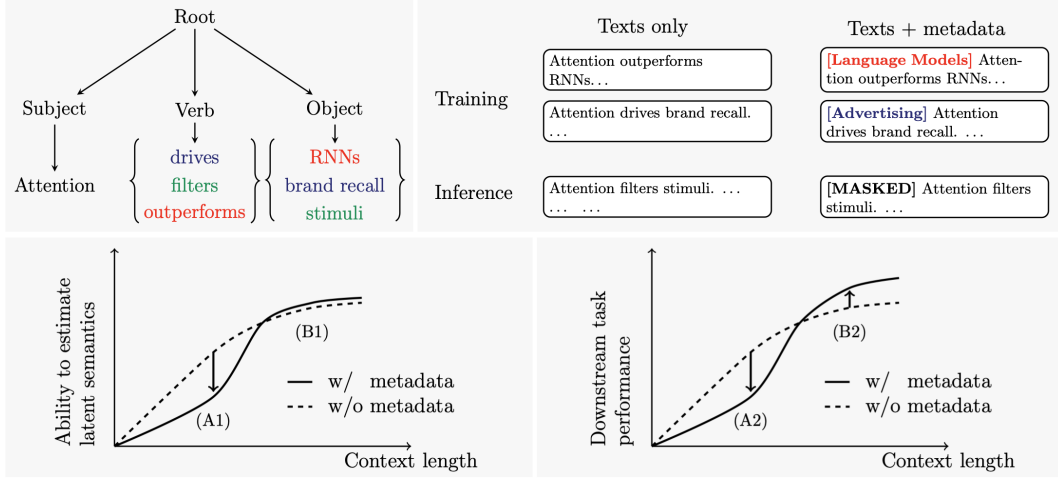 Root
Subject
Verb
Object
Attention
drives
filters
outperforms
RNNs
brand recall
stimuli
Texts only
Texts + metadata
Training
Attention outperforms
RNNs...
[Language Models] Atten-
tion outperforms RNNs...
Attention drives brand recall.
...
[Advertising] Attention
drives brand recall. ...
Inference
Attention filters stimuli. ...
... ...
[MASKED] Attention filters
stimuli. ...
Ability to estimate
latent semantics
(A1)
(B1)
w/ metadata
w/o metadata
Context length
Downstream task
performance
(A2)
(B2)
w/ metadata
w/o metadata
Context length